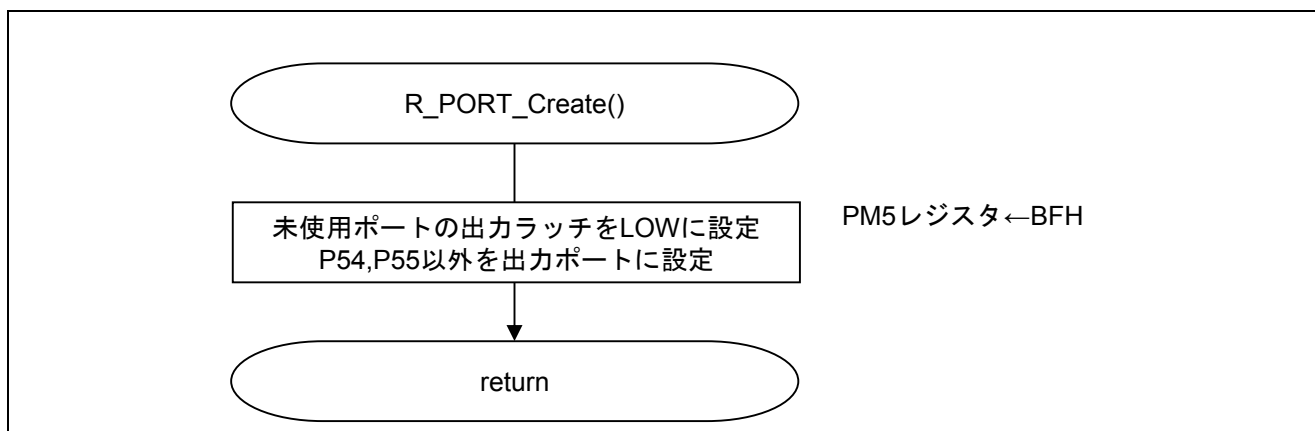 R_PORT_Create()
未使用ポートの出力ラッチをLOWに設定
P54,P55以外を出力ポートに設定
PM5レジスタ←BFH
return